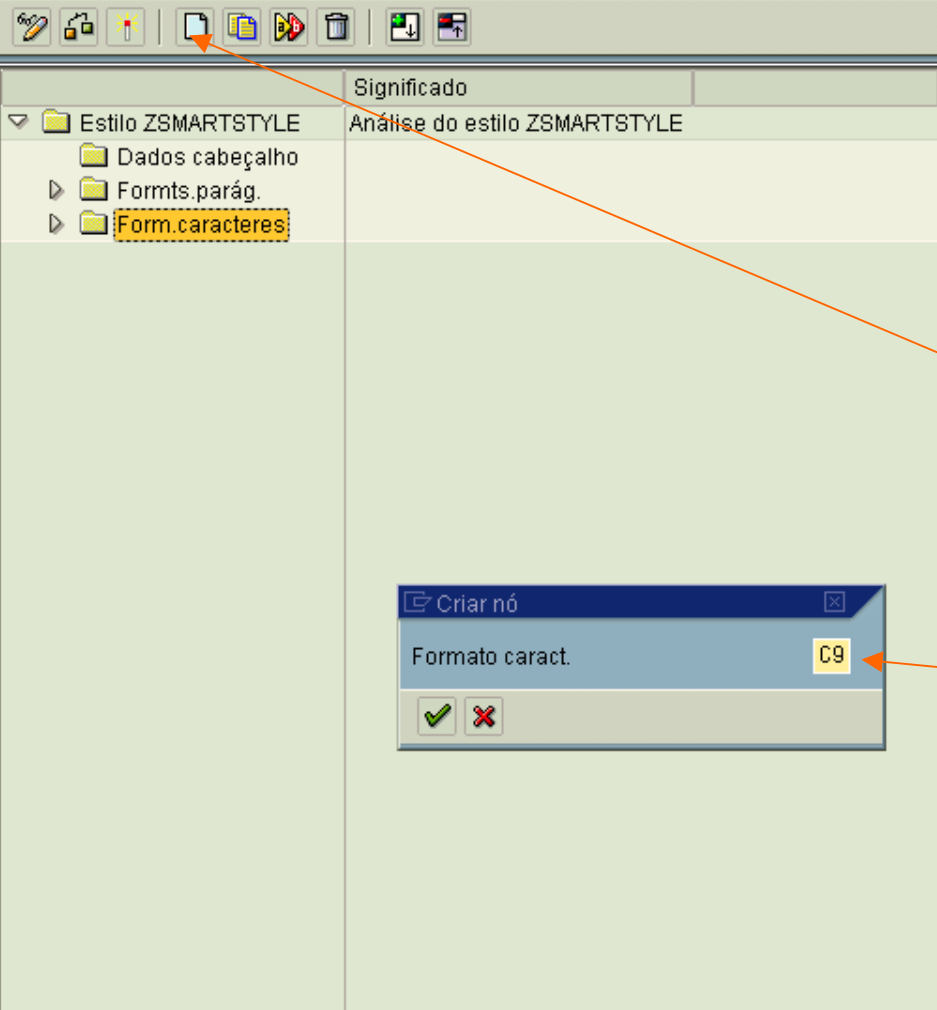 Significado
Estilo ZSMARTSTYLE Análise do estilo ZSMARTSTYLE
Dados cabeçalho
Formts.parág.
Form.caracteres
Criar nó
Formato caract. C9